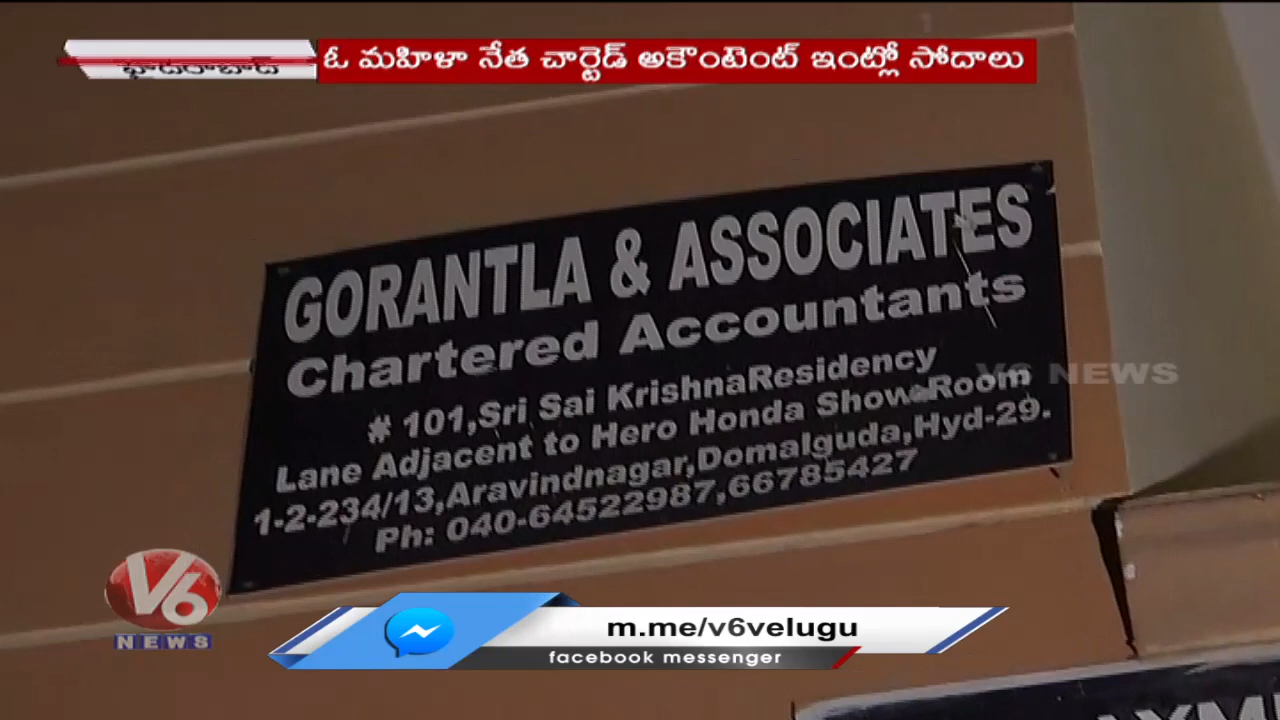 ఓ మహిళా నేత చార్టెడ్ అకౌంటెంట్ ఇంట్లో సోదాలు
GORANTLA & ASSOCIATES
Chartered Accountants
# 101,Sri Sai KrishnaResidency
Lane Adjacent to Hero Honda Show Room
1-2-234/13,Aravindnagar,Domalguda,Hyd-29.
Ph: 040-64522987,66785427
V6 NEWS
V6
NEWS
m.me/v6velugu
facebook messenger